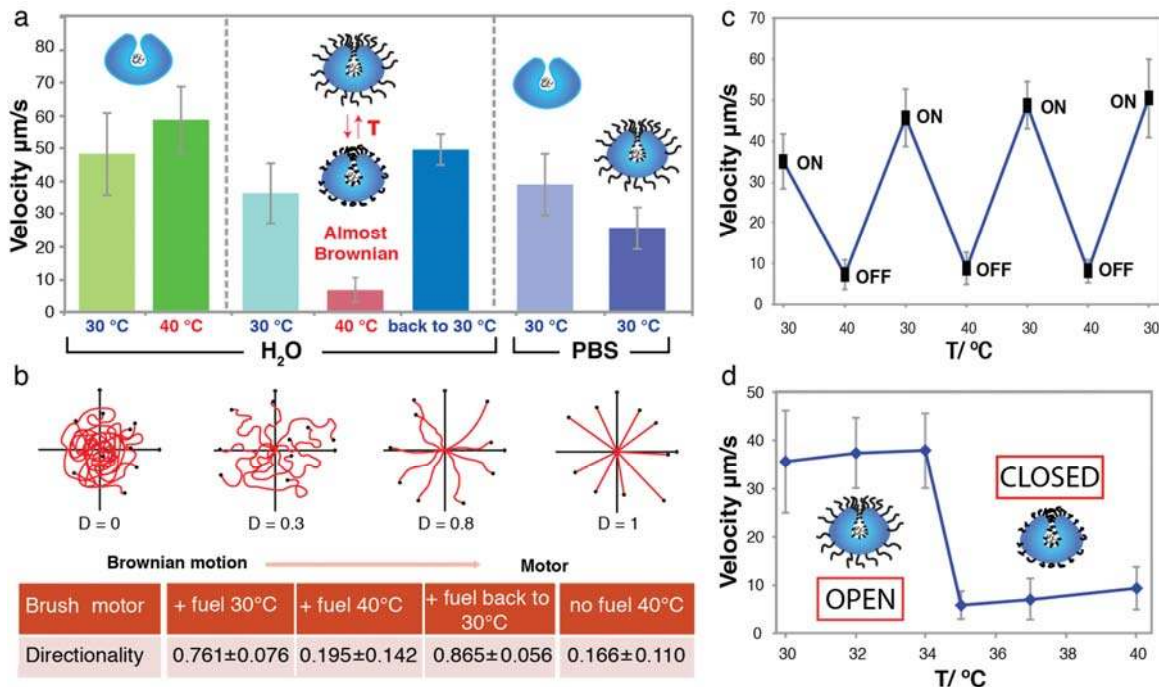 a
Velocity µm/s
80
70
60
50
40
30
20
10
0
T
Almost
Brownian
30 °C
40 °C
30 °C
40 °C
back to 30 °C
30 °C
30 °C
H₂O
PBS
b
D = 0
D = 0.3
D = 0.8
D = 1
Brownian motion
Motor
Brush motor
+ fuel 30°C
+ fuel 40°C
+ fuel back to
30°C
no fuel 40°C
Directionality
0.761±0.076
0.195±0.142
0.865±0.056
0.166±0.110
c
Velocity µm/s
70
60
50
40
30
20
10
0
ON
OFF
ON
OFF
ON
OFF
ON
30
40
30
40
30
40
30
T/ ºC
d
Velocity µm/s
50
40
30
20
10
0
OPEN
CLOSED
30
32
34
36
38
40
T/ ºC